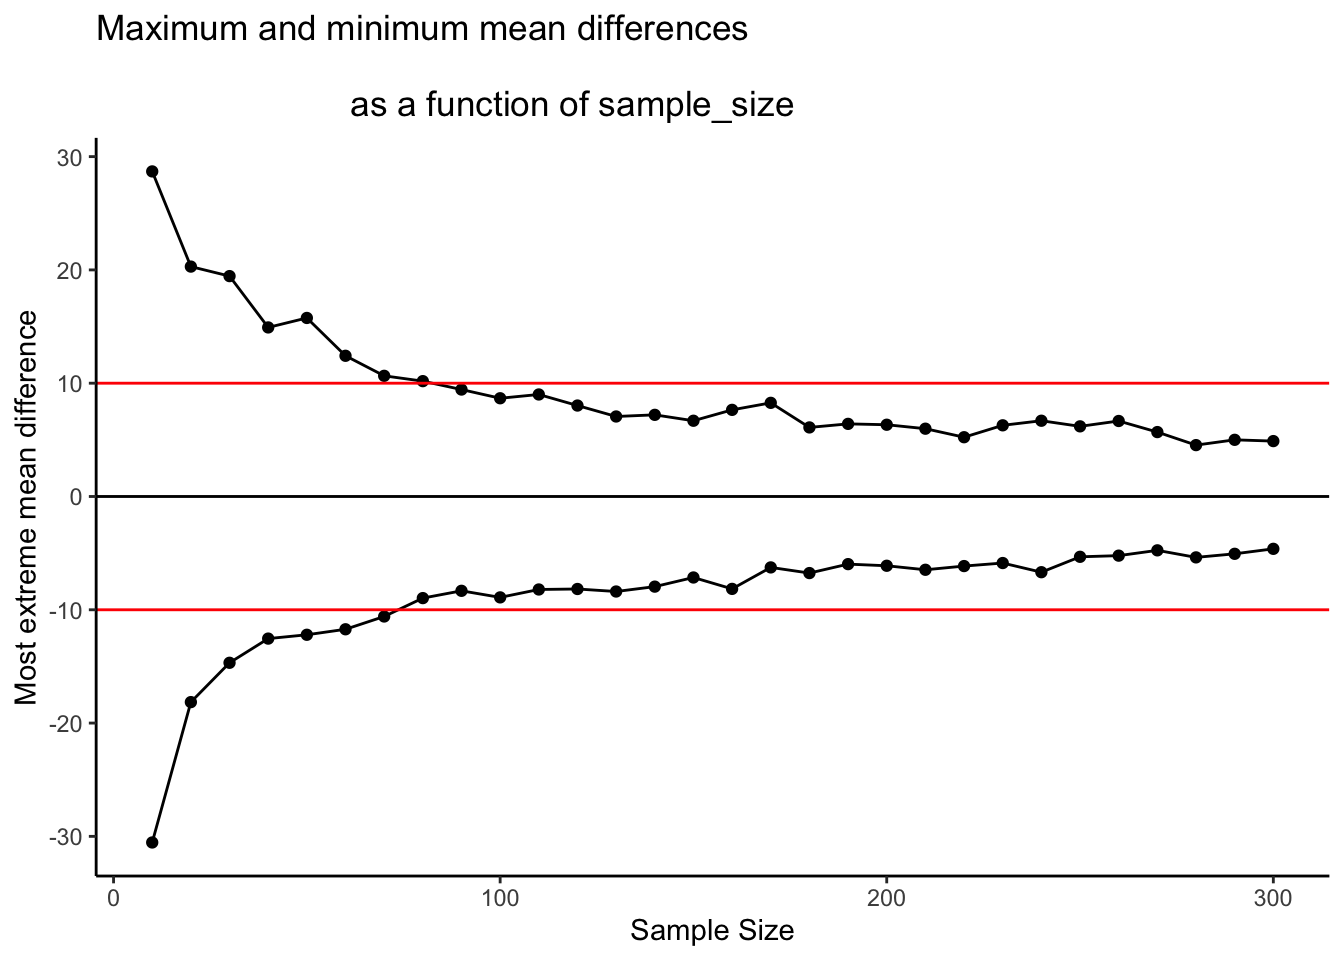 Maximum and minimum mean differences
as a function of sample_size
30
20
10
0
-10
-20
-30
Most extreme mean difference
0
100
200
300
Sample Size